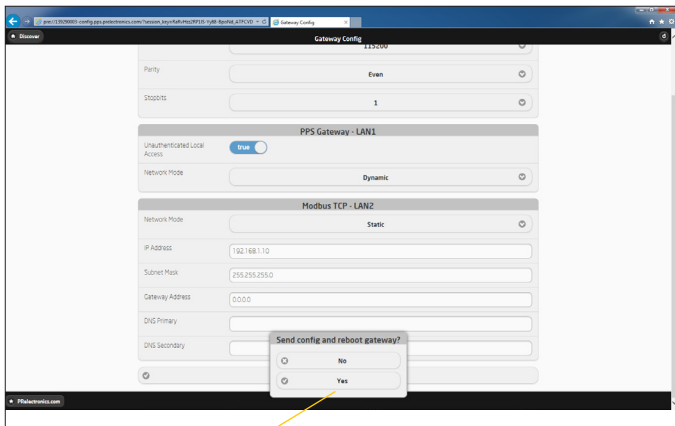 Gateway Config
Discover
Gateway Config
115200
Parity
Even
Stopbits
1
PPS Gateway - LAN1
Unauthenticated Local
Access
true
Network Mode
Dynamic
Modbus TCP - LAN2
Network Mode
Static
IP Address
192.168.1.10
Subnet Mask
255.255.255.0
Gateway Address
0.0.0.0
DNS Primary
DNS Secondary
Send config and reboot gateway?
No
Yes
PRelectronics.com